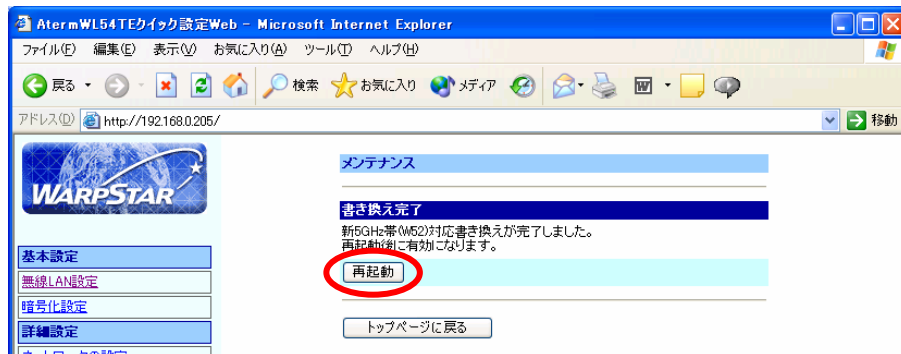 AtermWL54TEクイック設定Web - Microsoft Internet Explorer
ファイル(F) 編集(E) 表示(V) お気に入り(A) ツール(T) ヘルプ(H)
戻る 検索 お気に入り メディア
アドレス(D) http://192.168.0.205/ 移動
WARPSTAR
メンテナンス
書き換え完了
新5GHz帯(W52)対応書き換えが完了しました。
再起動後に有効になります。
再起動
トップページに戻る
基本設定
無線LAN設定
暗号化設定
詳細設定